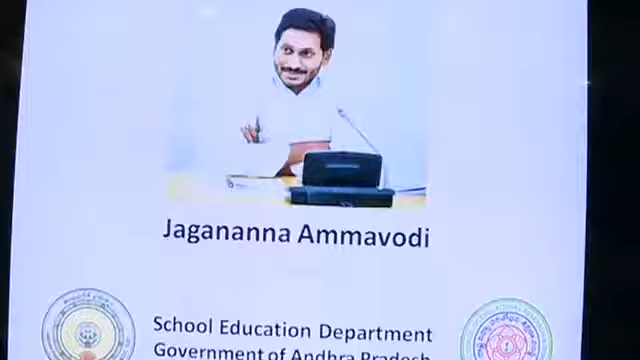 Jagananna Ammavodi
School Education Department
Government of Andhra Pradesh